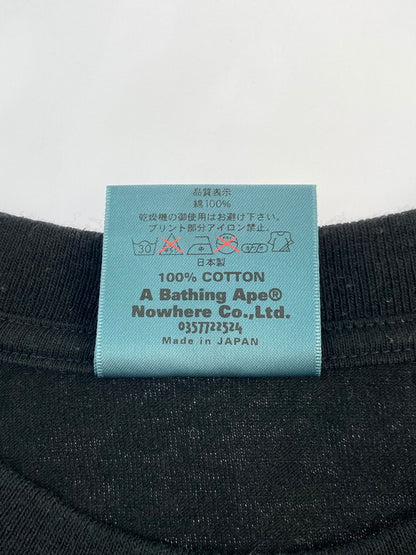 品質表示
綿100%
乾燥機の御使用はお避け下さい。
プリント部分アイロン禁止。
30
日本製
100% COTTON
A Bathing Ape®
Nowhere Co.,Ltd.
0357722524
Made in JAPAN